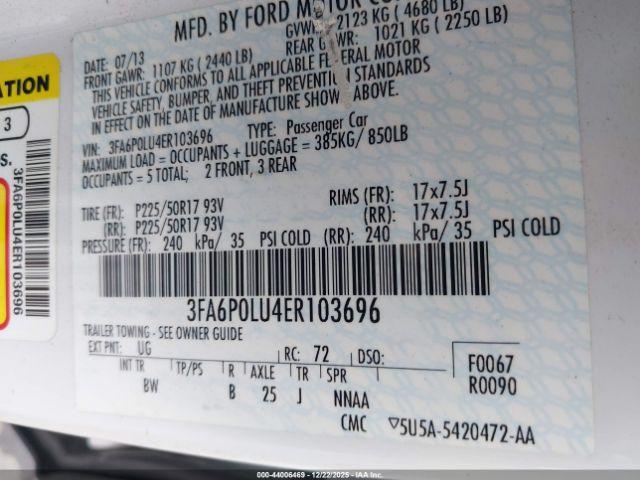 MFD. BY FORD MOTOR CO
DATE: 07/13 GVWR: 2123 KG ( 4680 LB)
FRONT GAWR: 1107 KG ( 2440 LB) REAR GAWR: 1021 KG ( 2250 LB)
THIS VEHICLE CONFORMS TO ALL APPLICABLE FEDERAL MOTOR
VEHICLE SAFETY, BUMPER, AND THEFT PREVENTION STANDARDS
IN EFFECT ON THE DATE OF MANUFACTURE SHOWN ABOVE.
VIN: 3FA6P0LU4ER103696 TYPE: Passenger Car
MAXIMUM LOAD = OCCUPANTS + LUGGAGE = 385KG/ 850LB
OCCUPANTS = 5 TOTAL; 2 FRONT, 3 REAR
TIRE (FR): P225/50R17 93V RIMS (FR): 17x7.5J
(RR): P225/50R17 93V (RR): 17x7.5J
PRESSURE (FR): 240 kPa/ 35 PSI COLD (RR): 240 kPa/ 35 PSI COLD
3FA6P0LU4ER103696
TRAILER TOWING - SEE OWNER GUIDE
EXT PNT: UG RC: 72 DSO: F0067
INT TR TP/PS R AXLE TR SPR R0090
BW B 25 J NNAA
CMC ▽5U5A-5420472-AA
ATION
3
S.
3FA6P0LU4ER103696
000-44006469 - 12/22/2025 - IAAI.COM